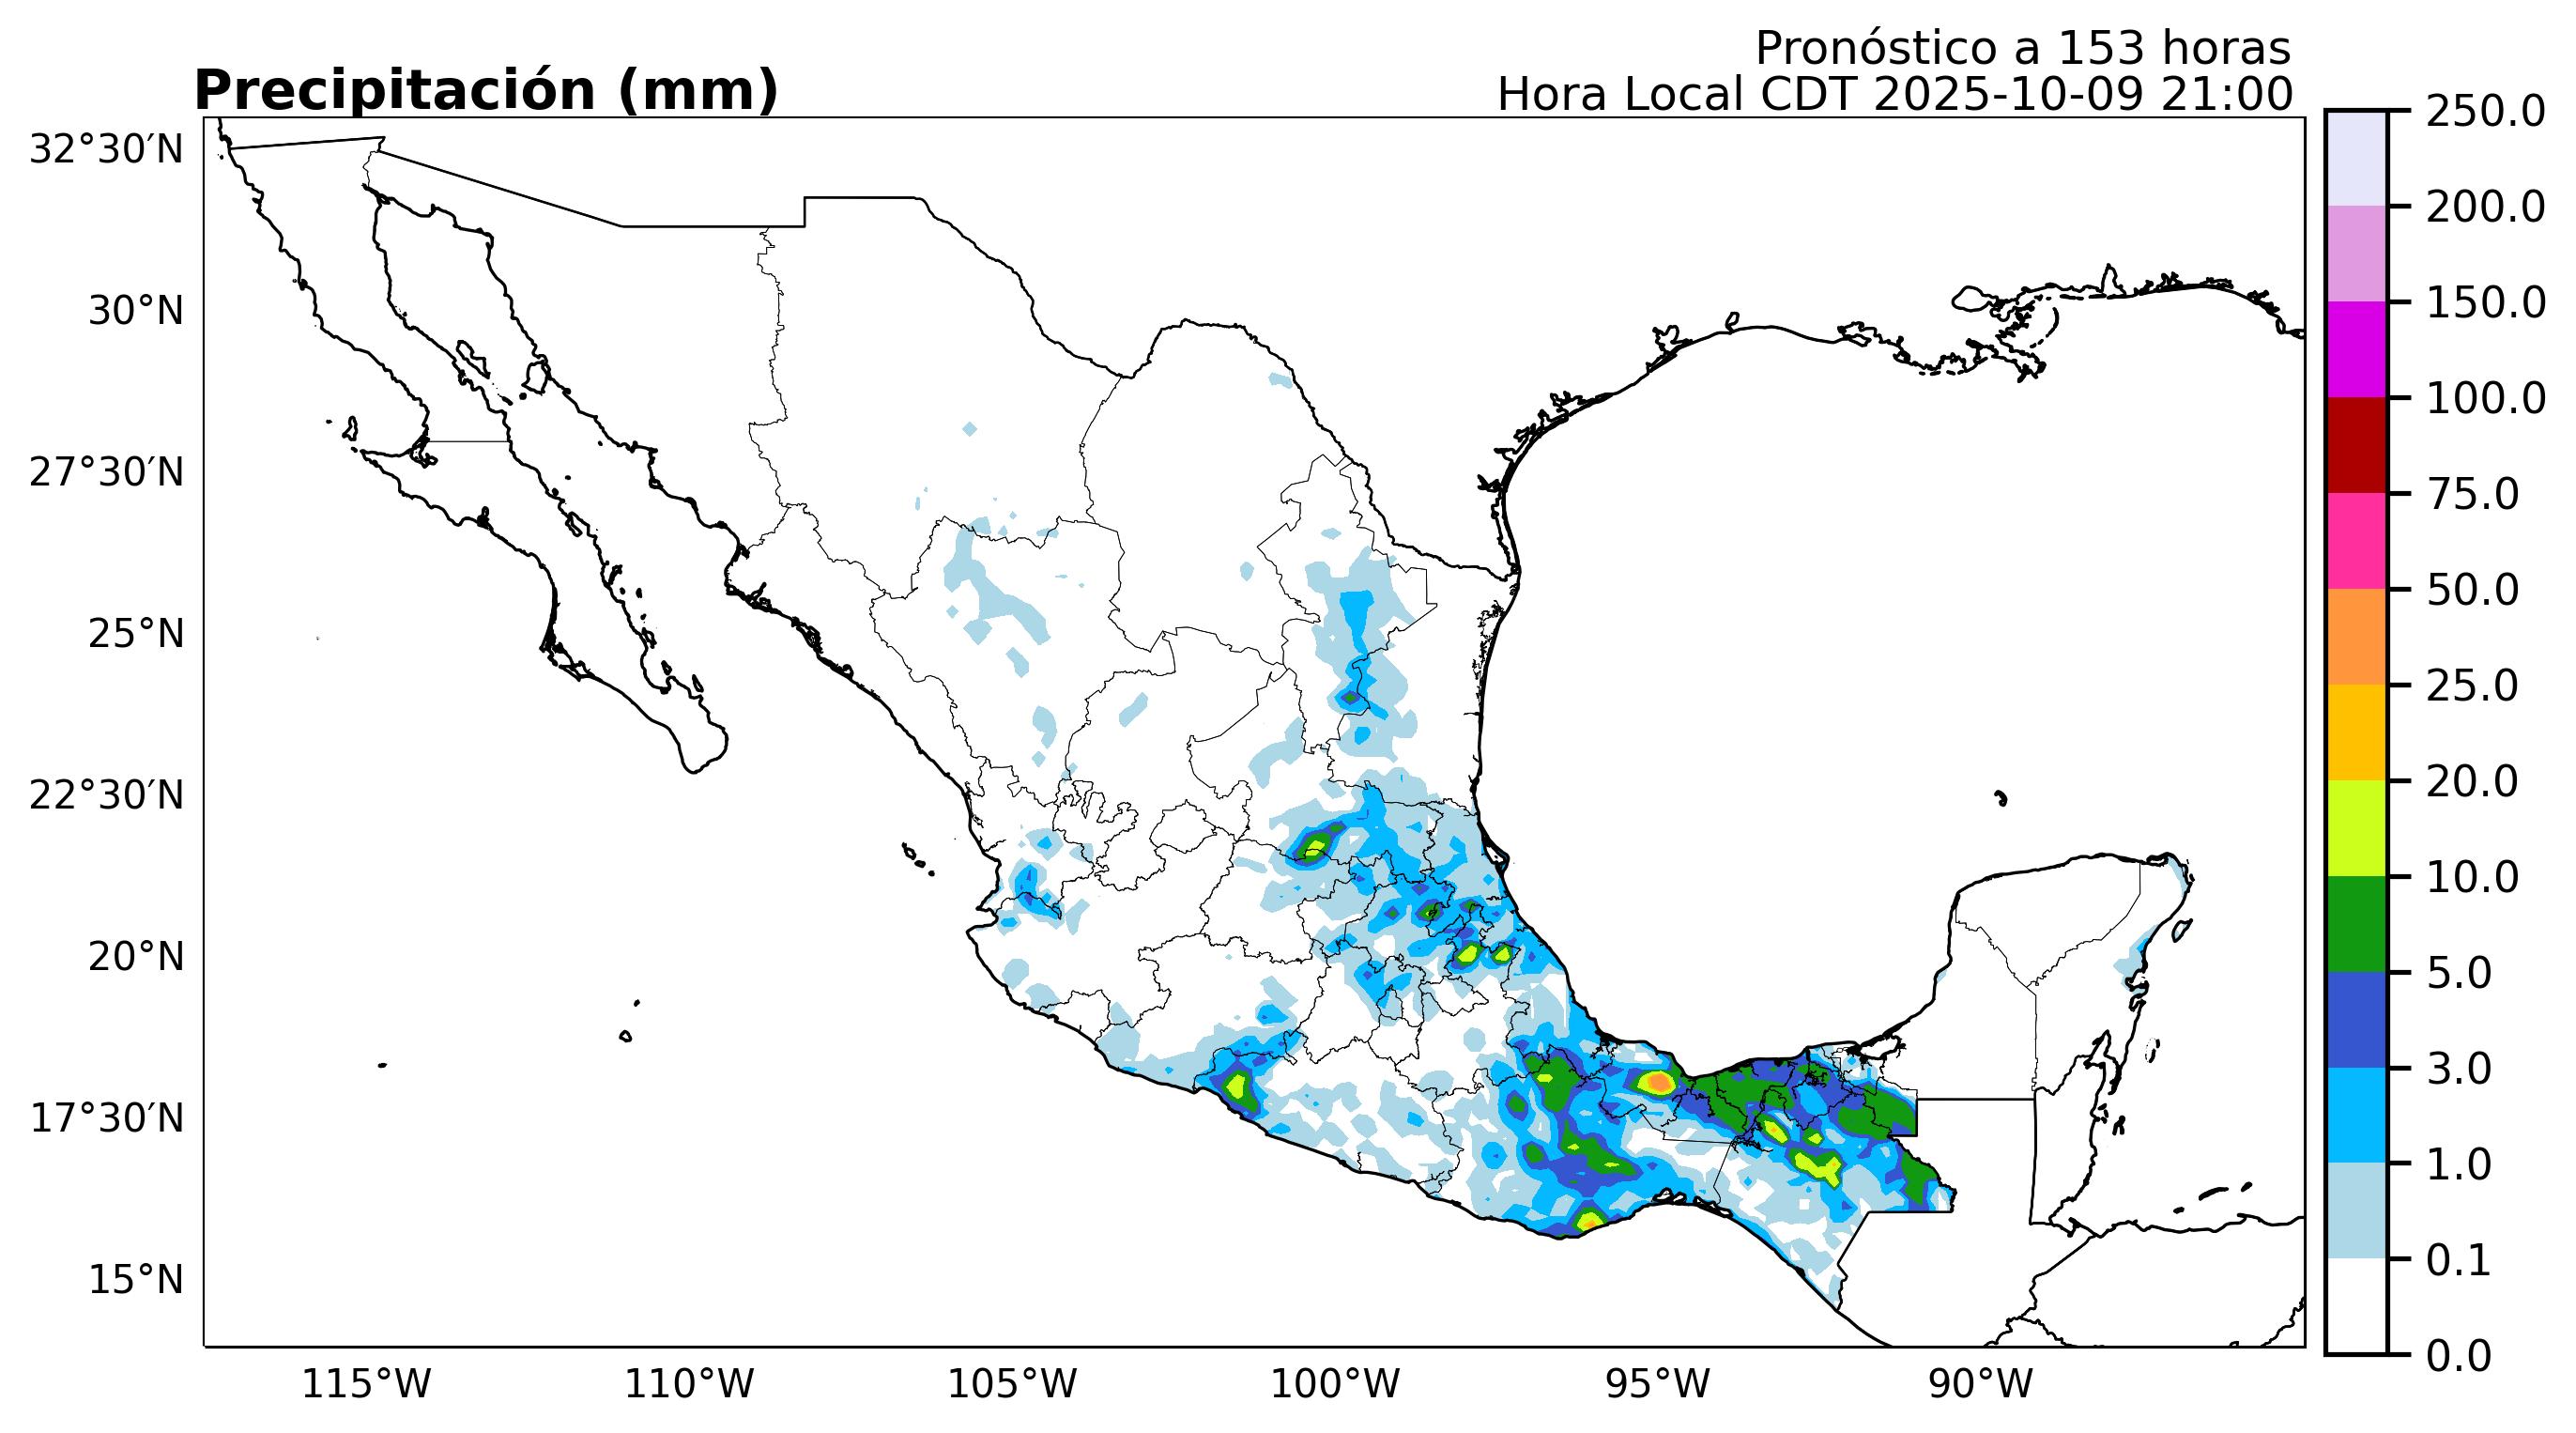 Pronóstico a 153 horas
Precipitación (mm)
Hora Local CDT 2025-10-09 21:00
32°30′N
30°N
27°30′N
25°N
22°30′N
20°N
17°30′N
15°N
115°W
110°W
105°W
100°W
95°W
90°W
250.0
200.0
150.0
100.0
75.0
50.0
25.0
20.0
10.0
5.0
3.0
1.0
0.1
0.0